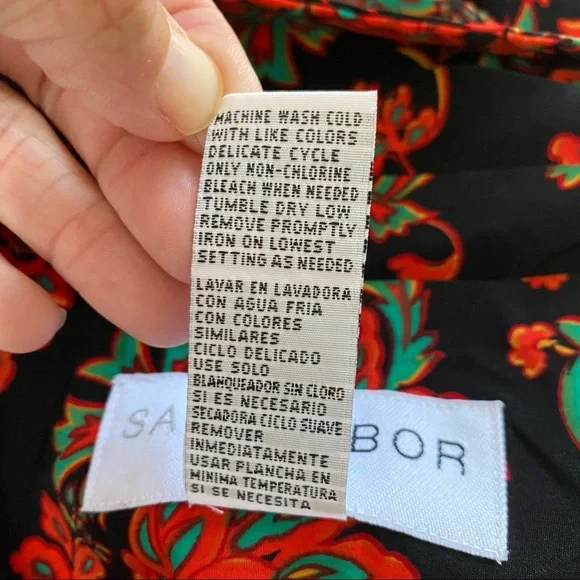 MACHINE WASH COLD
WITH LIKE COLORS
DELICATE CYCLE
ONLY NON-CHLORINE
BLEACH WHEN NEEDED
TUMBLE DRY LOW
REMOVE PROMPTLY
IRON ON LOWEST
SETTING AS NEEDED
LAVAR EN LAVADORA
CON AGUA FRIA
CON COLORES
SIMILARES
CICLO DELICADO
USE SOLO
BLANQUEADOR SIN CLORO
SI ES NECESARIO
SECADORA CICLO SUAVE
REMOVER
INMEDIATAMENTE
USAR PLANCHA EN
MINIMA TEMPERATURA
SI SE NECESITA
SA BOR